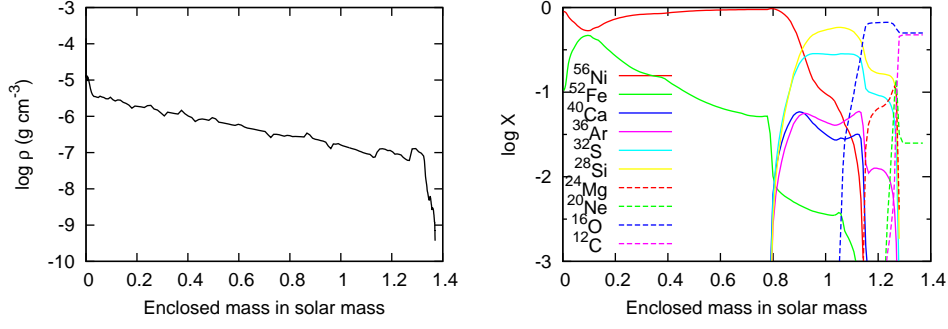 -3
-4
-5
-6
-7
-8
-9
-10
0 0.2 0.4 0.6 0.8 1 1.2 1.4
log ρ (g cm⁻³)
Enclosed mass in solar mass
0
-1
-2
-3
0 0.2 0.4 0.6 0.8 1 1.2 1.4
log X
Enclosed mass in solar mass
⁵⁶Ni
⁵²Fe
⁴⁰Ca
³⁶Ar
³²S
²⁸Si
²⁴Mg
²⁰Ne
¹⁶O
¹²C